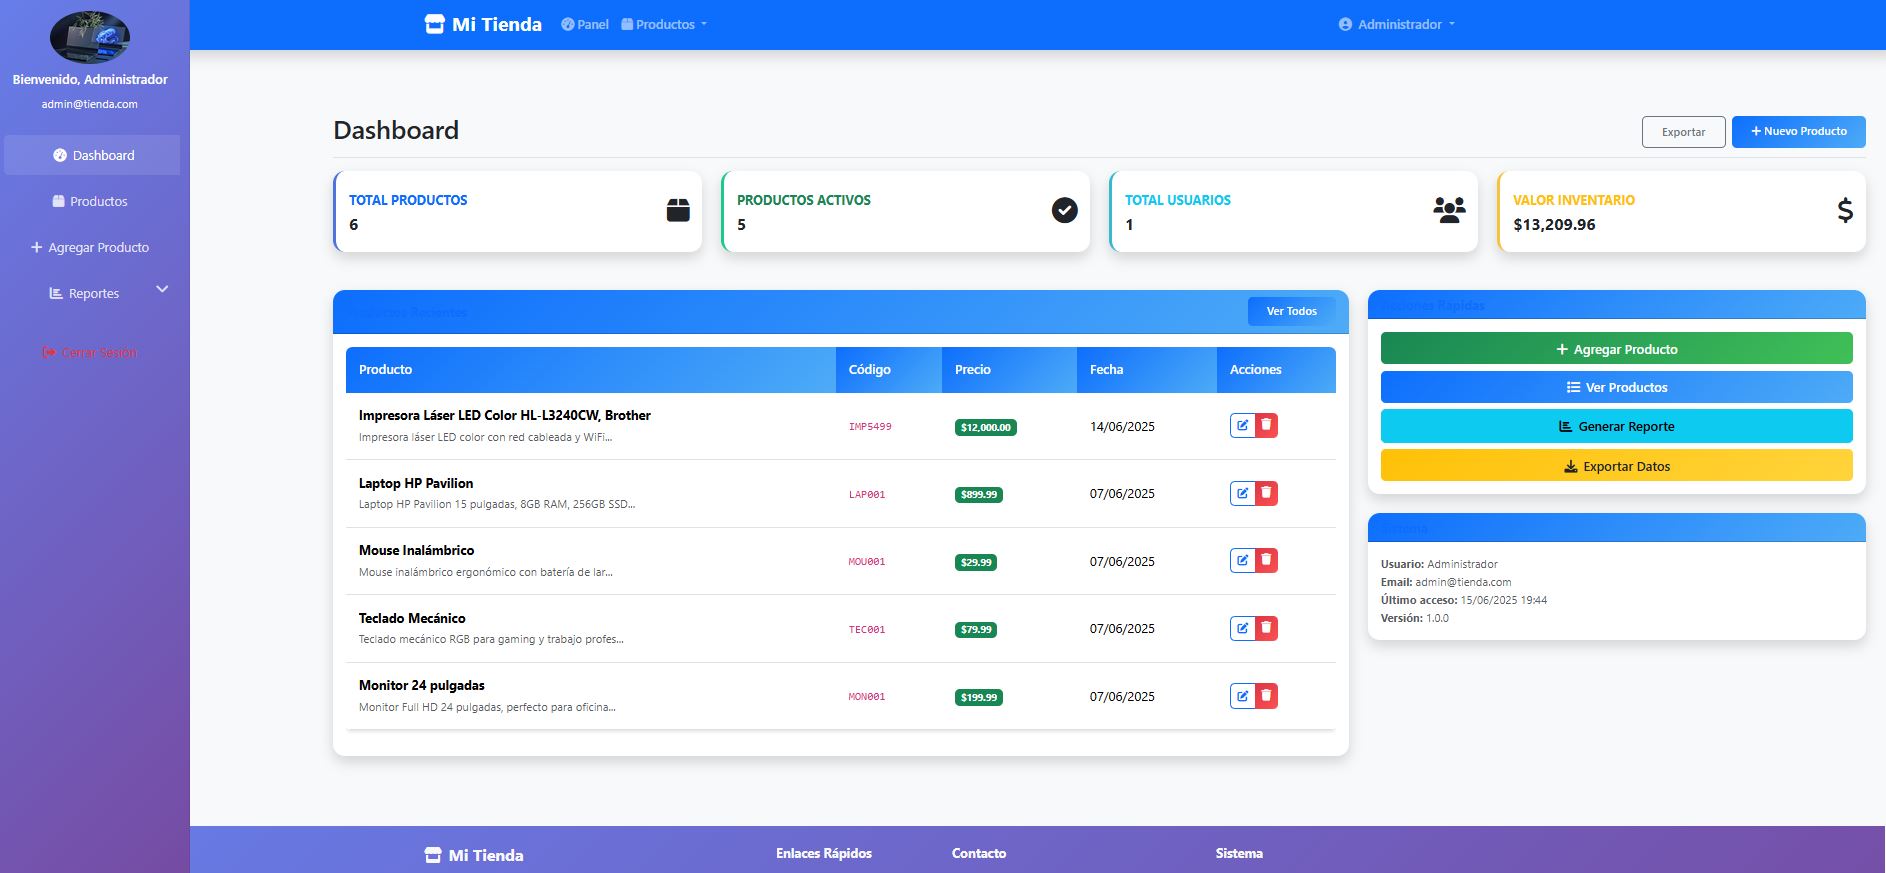 Bienvenido, Administrador
admin@tienda.com
Dashboard
Productos
Agregar Producto
Reportes
Cerrar Sesión
Mi Tienda
Panel
Productos
Administrador
Dashboard
Exportar
Nuevo Producto
TOTAL PRODUCTOS
6
PRODUCTOS ACTIVOS
5
TOTAL USUARIOS
1
VALOR INVENTARIO
$13,209.96
Productos Recientes
Ver Todos
Producto Código Precio Fecha Acciones
Impresora Láser LED Color HL-L3240CW, Brother
Impresora láser LED color con red cableada y WiFi...
IMP5499 $12,000.00 14/06/2025
Laptop HP Pavilion
Laptop HP Pavilion 15 pulgadas, 8GB RAM, 256GB SSD...
LAP001 $899.99 07/06/2025
Mouse Inalámbrico
Mouse inalámbrico ergonómico con batería de lar...
MOU001 $29.99 07/06/2025
Teclado Mecánico
Teclado mecánico RGB para gaming y trabajo profes...
TEC001 $79.99 07/06/2025
Monitor 24 pulgadas
Monitor Full HD 24 pulgadas, perfecto para oficina...
MON001 $199.99 07/06/2025
Acciones Rápidas
Agregar Producto
Ver Productos
Generar Reporte
Exportar Datos
Sistema
Usuario: Administrador
Email: admin@tienda.com
Último acceso: 15/06/2025 19:44
Versión: 1.0.0
Mi Tienda
Enlaces Rápidos
Contacto
Sistema